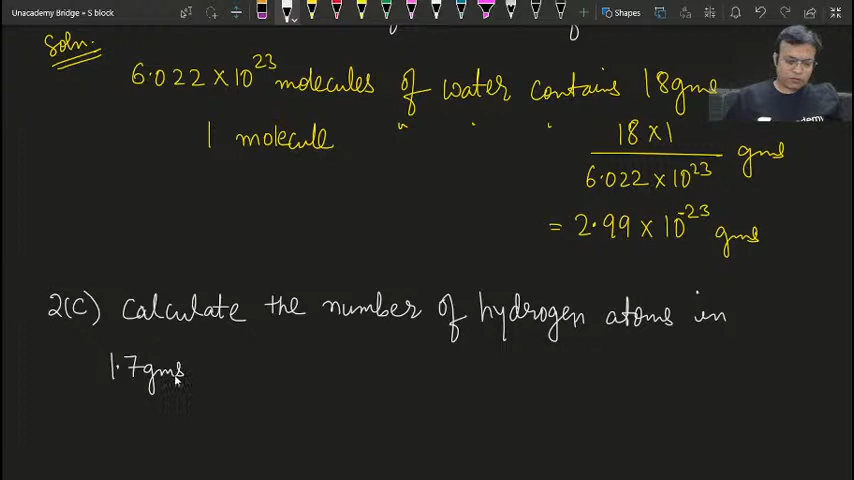 Unacademy Bridge + S block
Shapes
Soln.
6.022 × 10²³ molecules of water contains 18gms
1 molecule " " "
18 × 1
6.022 × 10²³
gms
= 2.99 × 10⁻²³ gms
2(C) Calculate the number of hydrogen atoms in
1.7gms